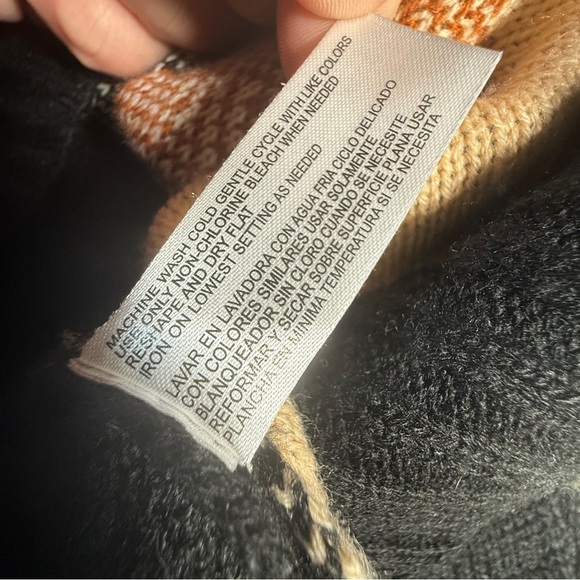 MACHINE WASH COLD GENTLE CYCLE WITH LIKE COLORS
USE ONLY NON-CHLORINE BLEACH WHEN NEEDED
RESHAPE AND DRY FLAT
IRON ON LOWEST SETTING AS NEEDED
LAVAR EN LAVADORA CON AGUA FRIA CICLO DELICADO
CON COLORES SIMILARES USAR SOLAMENTE
BLANQUEADOR SIN CLORO CUANDO SE NECESITE
REFORMAR Y SECAR SOBRE SUPERFICIE PLANA USAR
PLANCHA EN MINIMA TEMPERATURA SI SE NECESITA